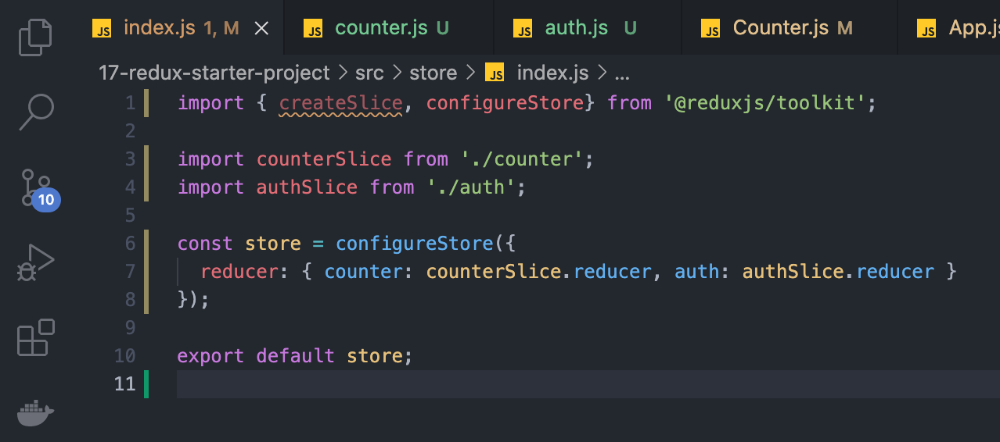 JS index.js 1, M JS counter.js U JS auth.js U JS Counter.js M JS App.js
17-redux-starter-project > src > store > JS index.js > ...
1 import { createSlice, configureStore} from '@reduxjs/toolkit';
2
3 import counterSlice from './counter';
4 import authSlice from './auth';
5
6 const store = configureStore({
7 reducer: { counter: counterSlice.reducer, auth: authSlice.reducer }
8 });
9
10 export default store;
11
10